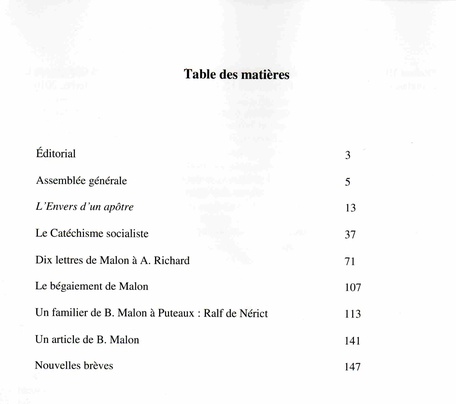 Table des matières
Éditorial 3
Assemblée générale 5
L'Envers d'un apôtre 13
Le Catéchisme socialiste 37
Dix lettres de Malon à A. Richard 71
Le bégaiement de Malon 107
Un familier de B. Malon à Puteaux : Ralf de Nérict 113
Un article de B. Malon 141
Nouvelles brèves 147